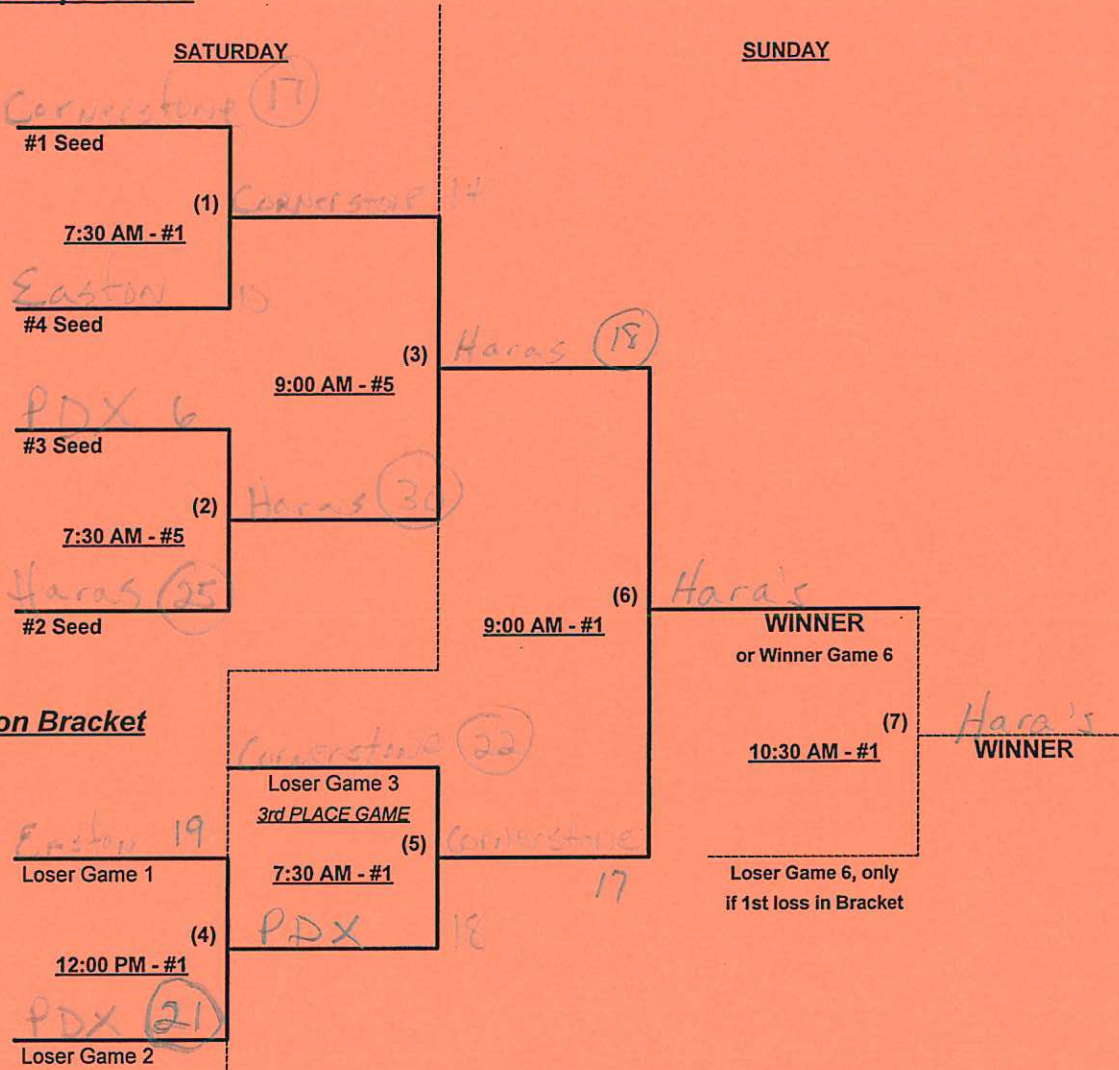 SATURDAY
SUNDAY
Cornerstone 17
#1 Seed
(1)
Cornerstone 14
7:30 AM - #1
Easton
#4 Seed
(3)
Haras 18
9:00 AM - #5
PDX 6
#3 Seed
(2)
Haras 30
7:30 AM - #5
Haras 25
#2 Seed
(6)
Hara's
9:00 AM - #1
WINNER
or Winner Game 6
on Bracket
(7)
Hara's
10:30 AM - #1
WINNER
Cornerstone 22
Loser Game 3
3rd PLACE GAME
Easton 19
(5)
Cornerstone
Loser Game 1
7:30 AM - #1
17
Loser Game 6, only
if 1st loss in Bracket
(4)
PDX 18
12:00 PM - #1
PDX 21
Loser Game 2